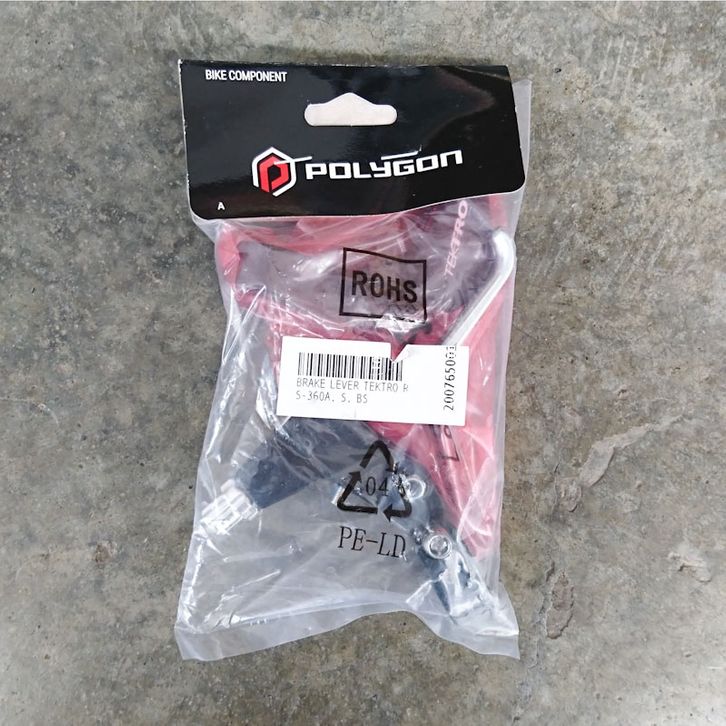 BIKE COMPONENT
POLYGON
A
TEKTRO
ROHS
BRAKE LEVER TEKTRO R
S-360A. S. BS
04
PE-LD